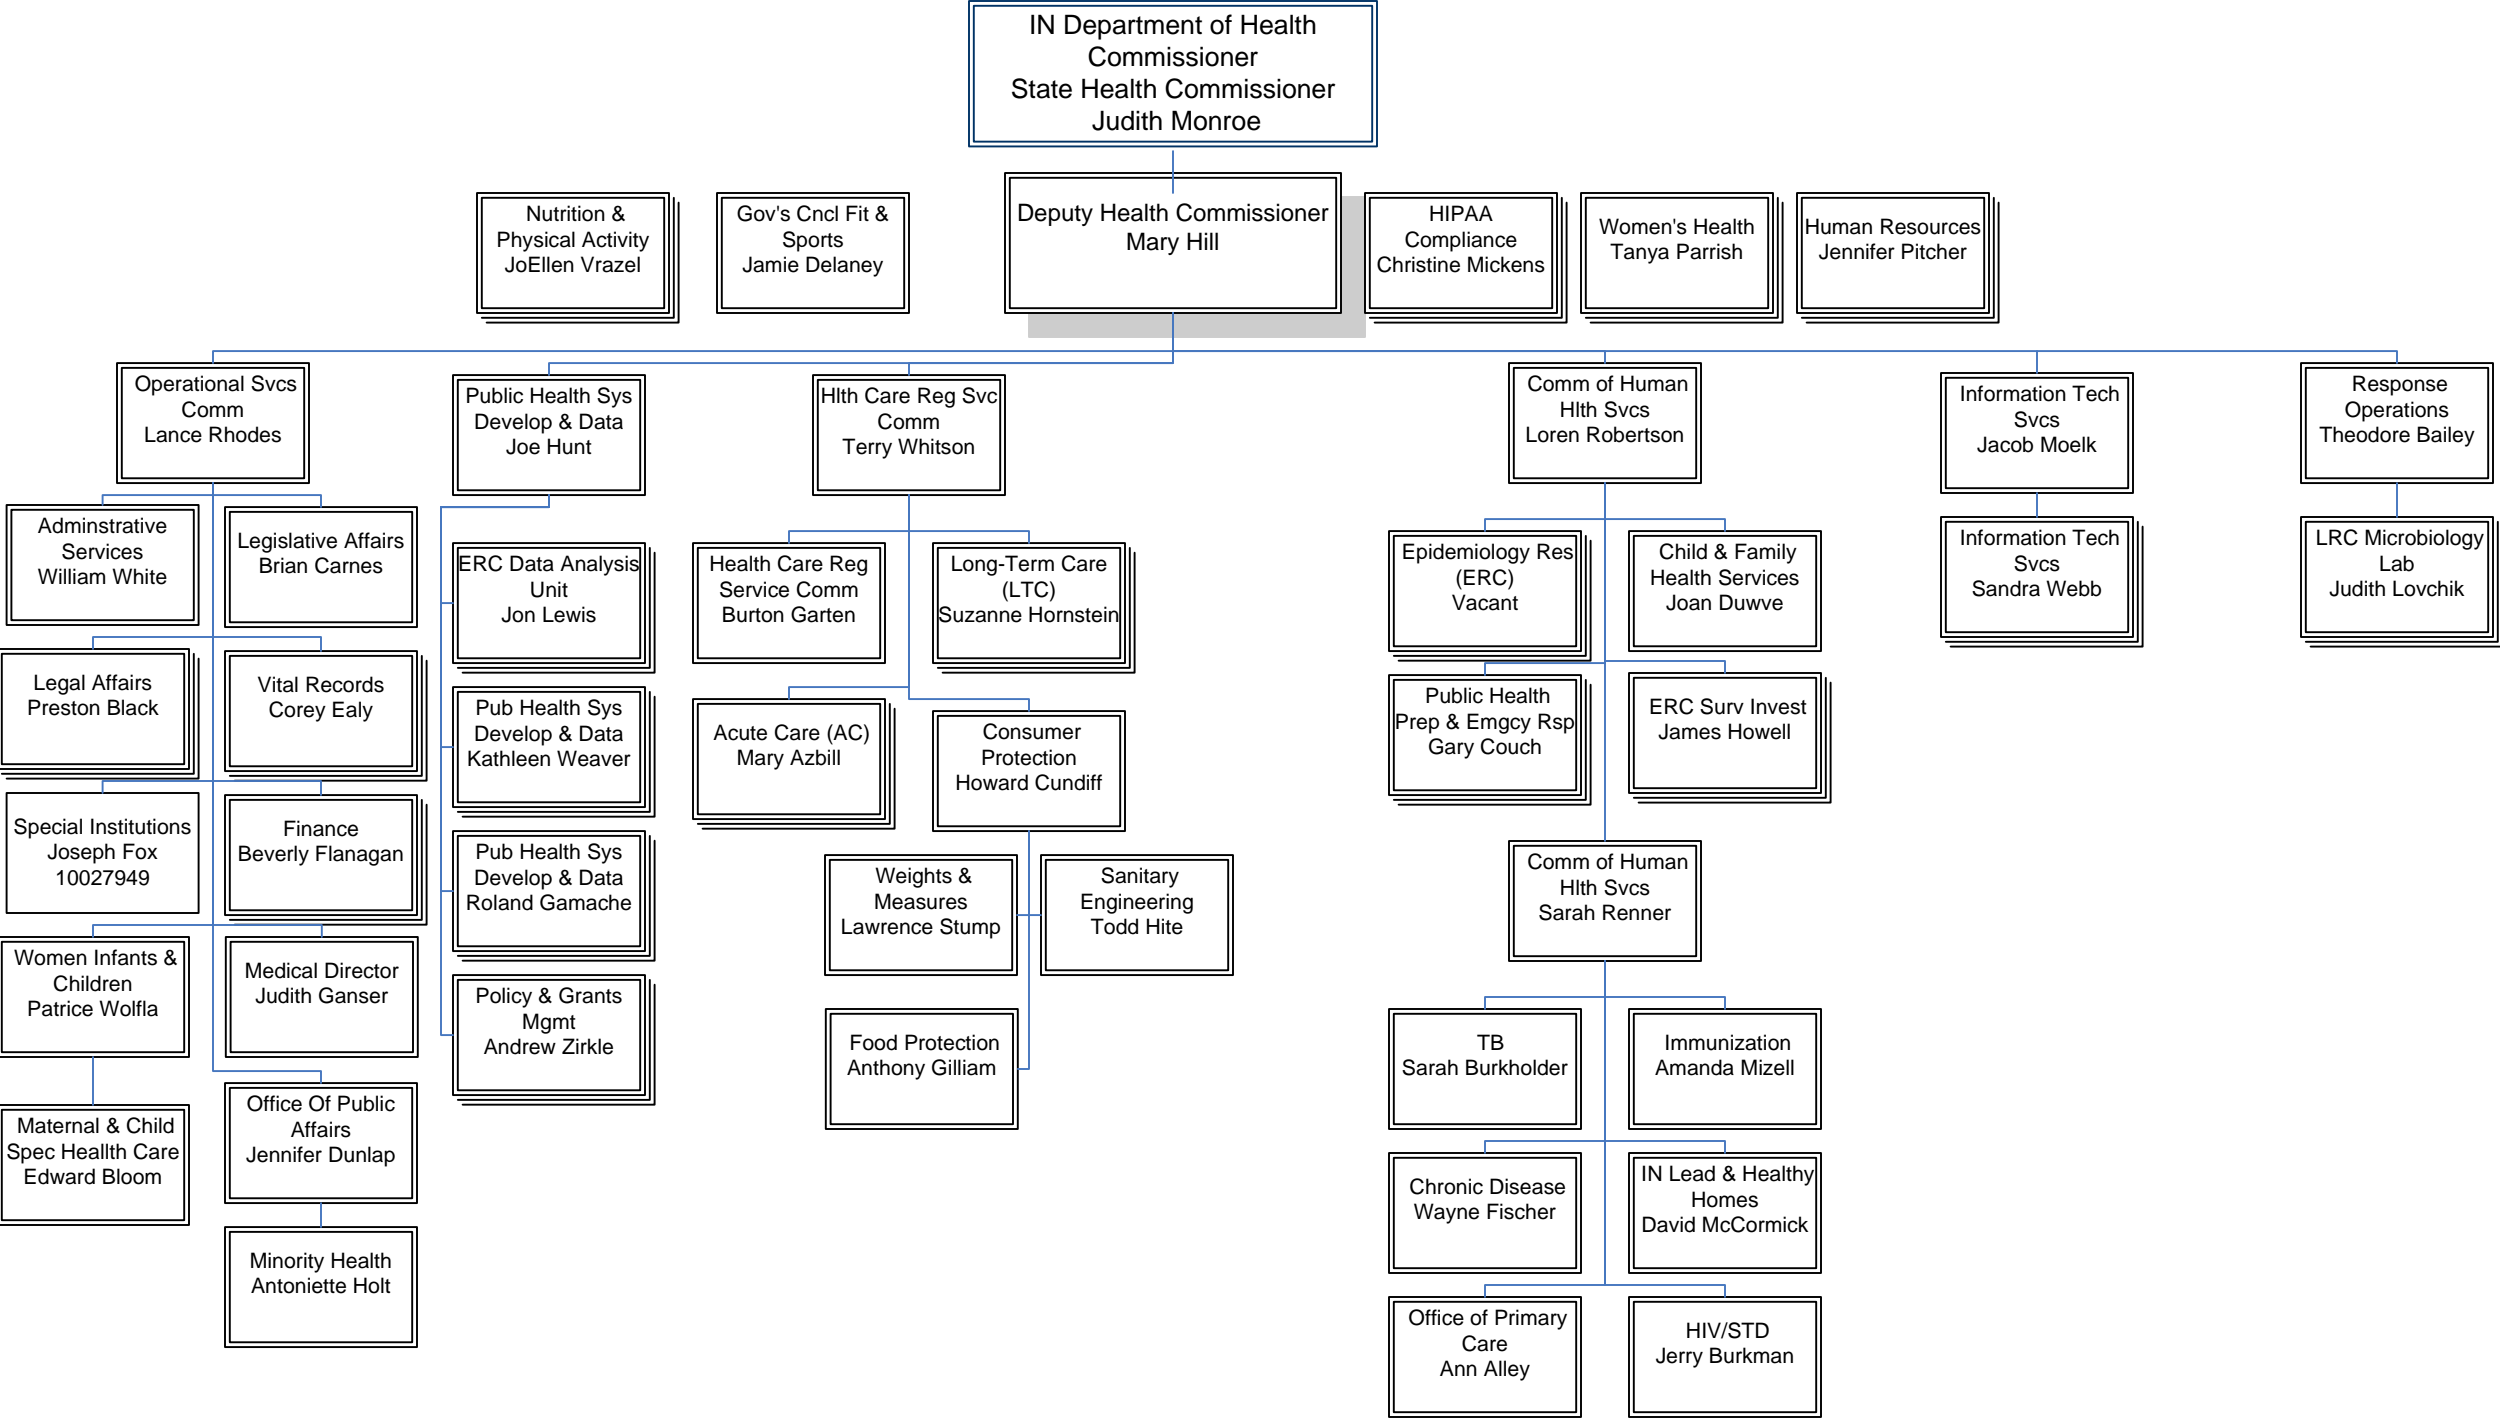 IN Department of Health
Commissioner
State Health Commissioner
Judith Monroe
Nutrition &
Physical Activity
JoEllen Vrazel
Gov's Cncl Fit &
Sports
Jamie Delaney
Deputy Health Commissioner
Mary Hill
HIPAA
Compliance
Christine Mickens
Women's Health
Tanya Parrish
Human Resources
Jennifer Pitcher
Operational Svcs
Comm
Lance Rhodes
Public Health Sys
Develop & Data
Joe Hunt
Hlth Care Reg Svc
Comm
Terry Whitson
Comm of Human
Hlth Svcs
Loren Robertson
Information Tech
Svcs
Jacob Moelk
Response
Operations
Theodore Bailey
Adminstrative
Services
William White
Legislative Affairs
Brian Carnes
ERC Data Analysis
Unit
Jon Lewis
Health Care Reg
Service Comm
Burton Garten
Long-Term Care
(LTC)
Suzanne Hornstein
Epidemiology Res
(ERC)
Vacant
Child & Family
Health Services
Joan Duwve
Information Tech
Svcs
Sandra Webb
LRC Microbiology
Lab
Judith Lovchik
Legal Affairs
Preston Black
Vital Records
Corey Ealy
Pub Health Sys
Develop & Data
Kathleen Weaver
Acute Care (AC)
Mary Azbill
Consumer
Protection
Howard Cundiff
Public Health
Prep & Emgcy Rsp
Gary Couch
ERC Surv Invest
James Howell
Special Institutions
Joseph Fox
10027949
Finance
Beverly Flanagan
Pub Health Sys
Develop & Data
Roland Gamache
Weights &
Measures
Lawrence Stump
Sanitary
Engineering
Todd Hite
Comm of Human
Hlth Svcs
Sarah Renner
Women Infants &
Children
Patrice Wolfla
Medical Director
Judith Ganser
Policy & Grants
Mgmt
Andrew Zirkle
Food Protection
Anthony Gilliam
TB
Sarah Burkholder
Immunization
Amanda Mizell
Maternal & Child
Spec Heallth Care
Edward Bloom
Office Of Public
Affairs
Jennifer Dunlap
Chronic Disease
Wayne Fischer
IN Lead & Healthy
Homes
David McCormick
Minority Health
Antoniette Holt
Office of Primary
Care
Ann Alley
HIV/STD
Jerry Burkman